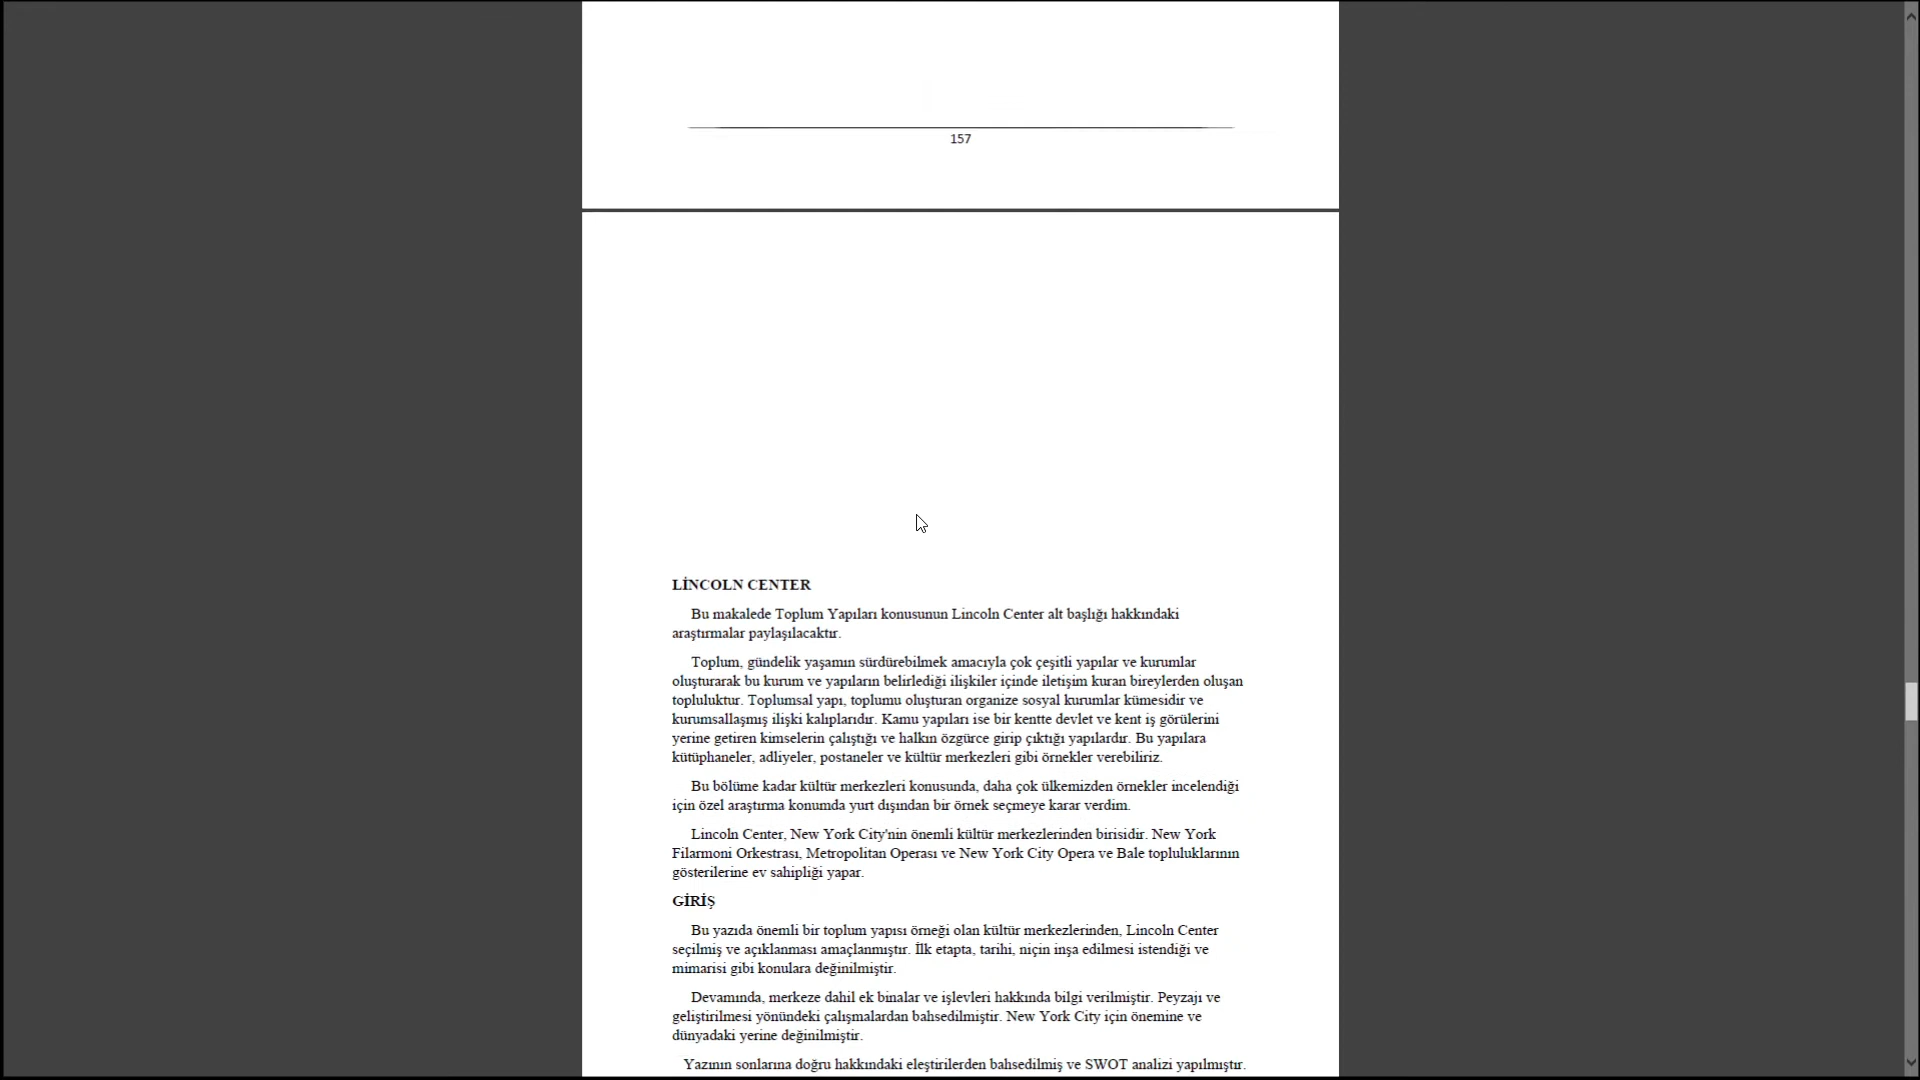 157
LİNCOLN CENTER
Bu makalede Toplum Yapıları konusunun Lincoln Center alt başlığı hakkındaki
araştırmalar paylaşılacaktır.
Toplum, gündelik yaşamın sürdürebilmek amacıyla çok çeşitli yapılar ve kurumlar
oluşturarak bu kurum ve yapıların belirlediği ilişkiler içinde iletişim kuran bireylerden oluşan
topluluktur. Toplumsal yapı, toplumu oluşturan organize sosyal kurumlar kümesidir ve
kurumsallaşmış ilişki kalıplarıdır. Kamu yapıları ise bir kentte devlet ve kent iş görülerini
yerine getiren kimselerin çalıştığı ve halkın özgürce girip çıktığı yapılardır. Bu yapılara
kütüphaneler, adliyeler, postaneler ve kültür merkezleri gibi örnekler verebiliriz.
Bu bölüme kadar kültür merkezleri konusunda, daha çok ülkemizden örnekler incelendiği
için özel araştırma konumda yurt dışından bir örnek seçmeye karar verdim.
Lincoln Center, New York City'nin önemli kültür merkezlerinden birisidir. New York
Filarmoni Orkestrası, Metropolitan Operası ve New York City Opera ve Bale topluluklarının
gösterilerine ev sahipliği yapar.
GİRİŞ
Bu yazıda önemli bir toplum yapısı örneği olan kültür merkezlerinden, Lincoln Center
seçilmiş ve açıklanması amaçlanmıştır. İlk etapta, tarihi, niçin inşa edilmesi istendiği ve
mimarisi gibi konulara değinilmiştir.
Devamında, merkeze dahil ek binalar ve işlevleri hakkında bilgi verilmiştir. Peyzajı ve
geliştirilmesi yönündeki çalışmalardan bahsedilmiştir. New York City için önemine ve
dünyadaki yerine değinilmiştir.
Yazının sonlarına doğru hakkındaki eleştirilerden bahsedilmiş ve SWOT analizi yapılmıştır.